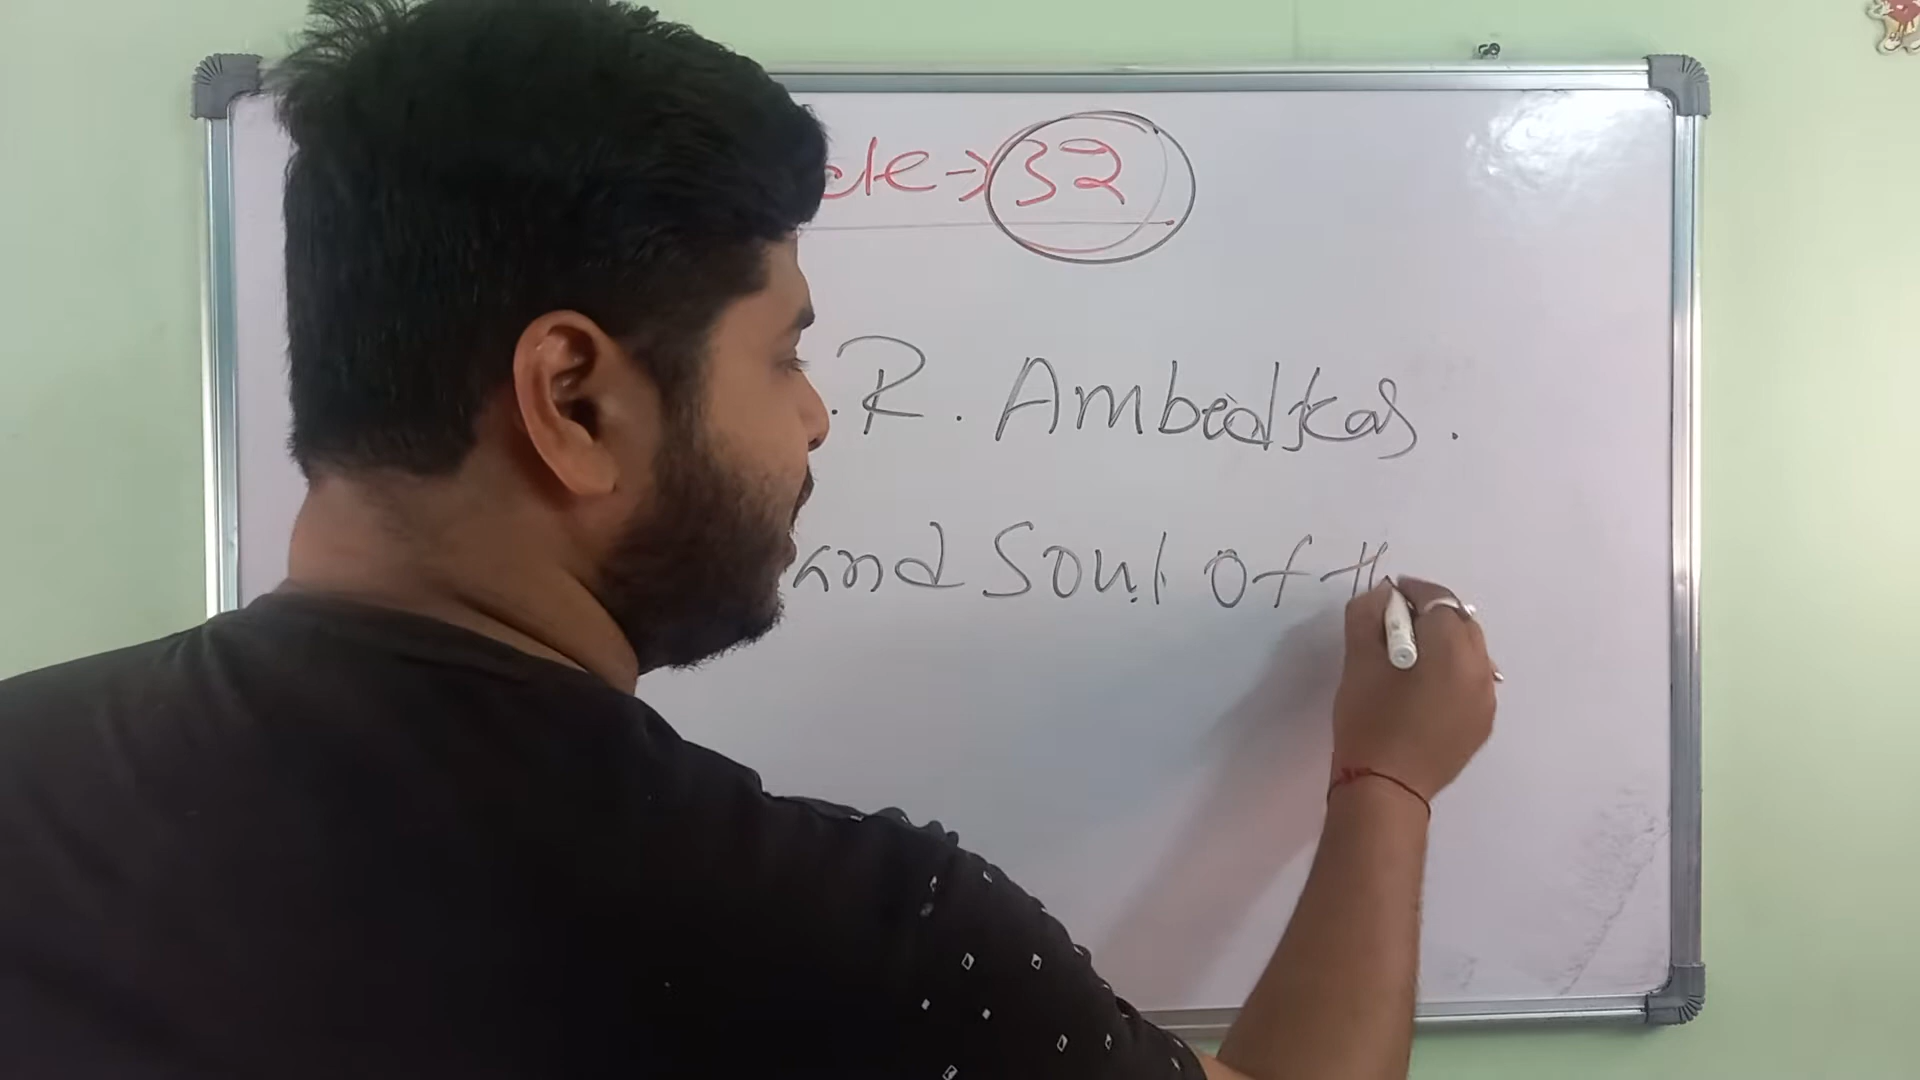 cle → 32
. R. Ambedkar.
and Soul of th